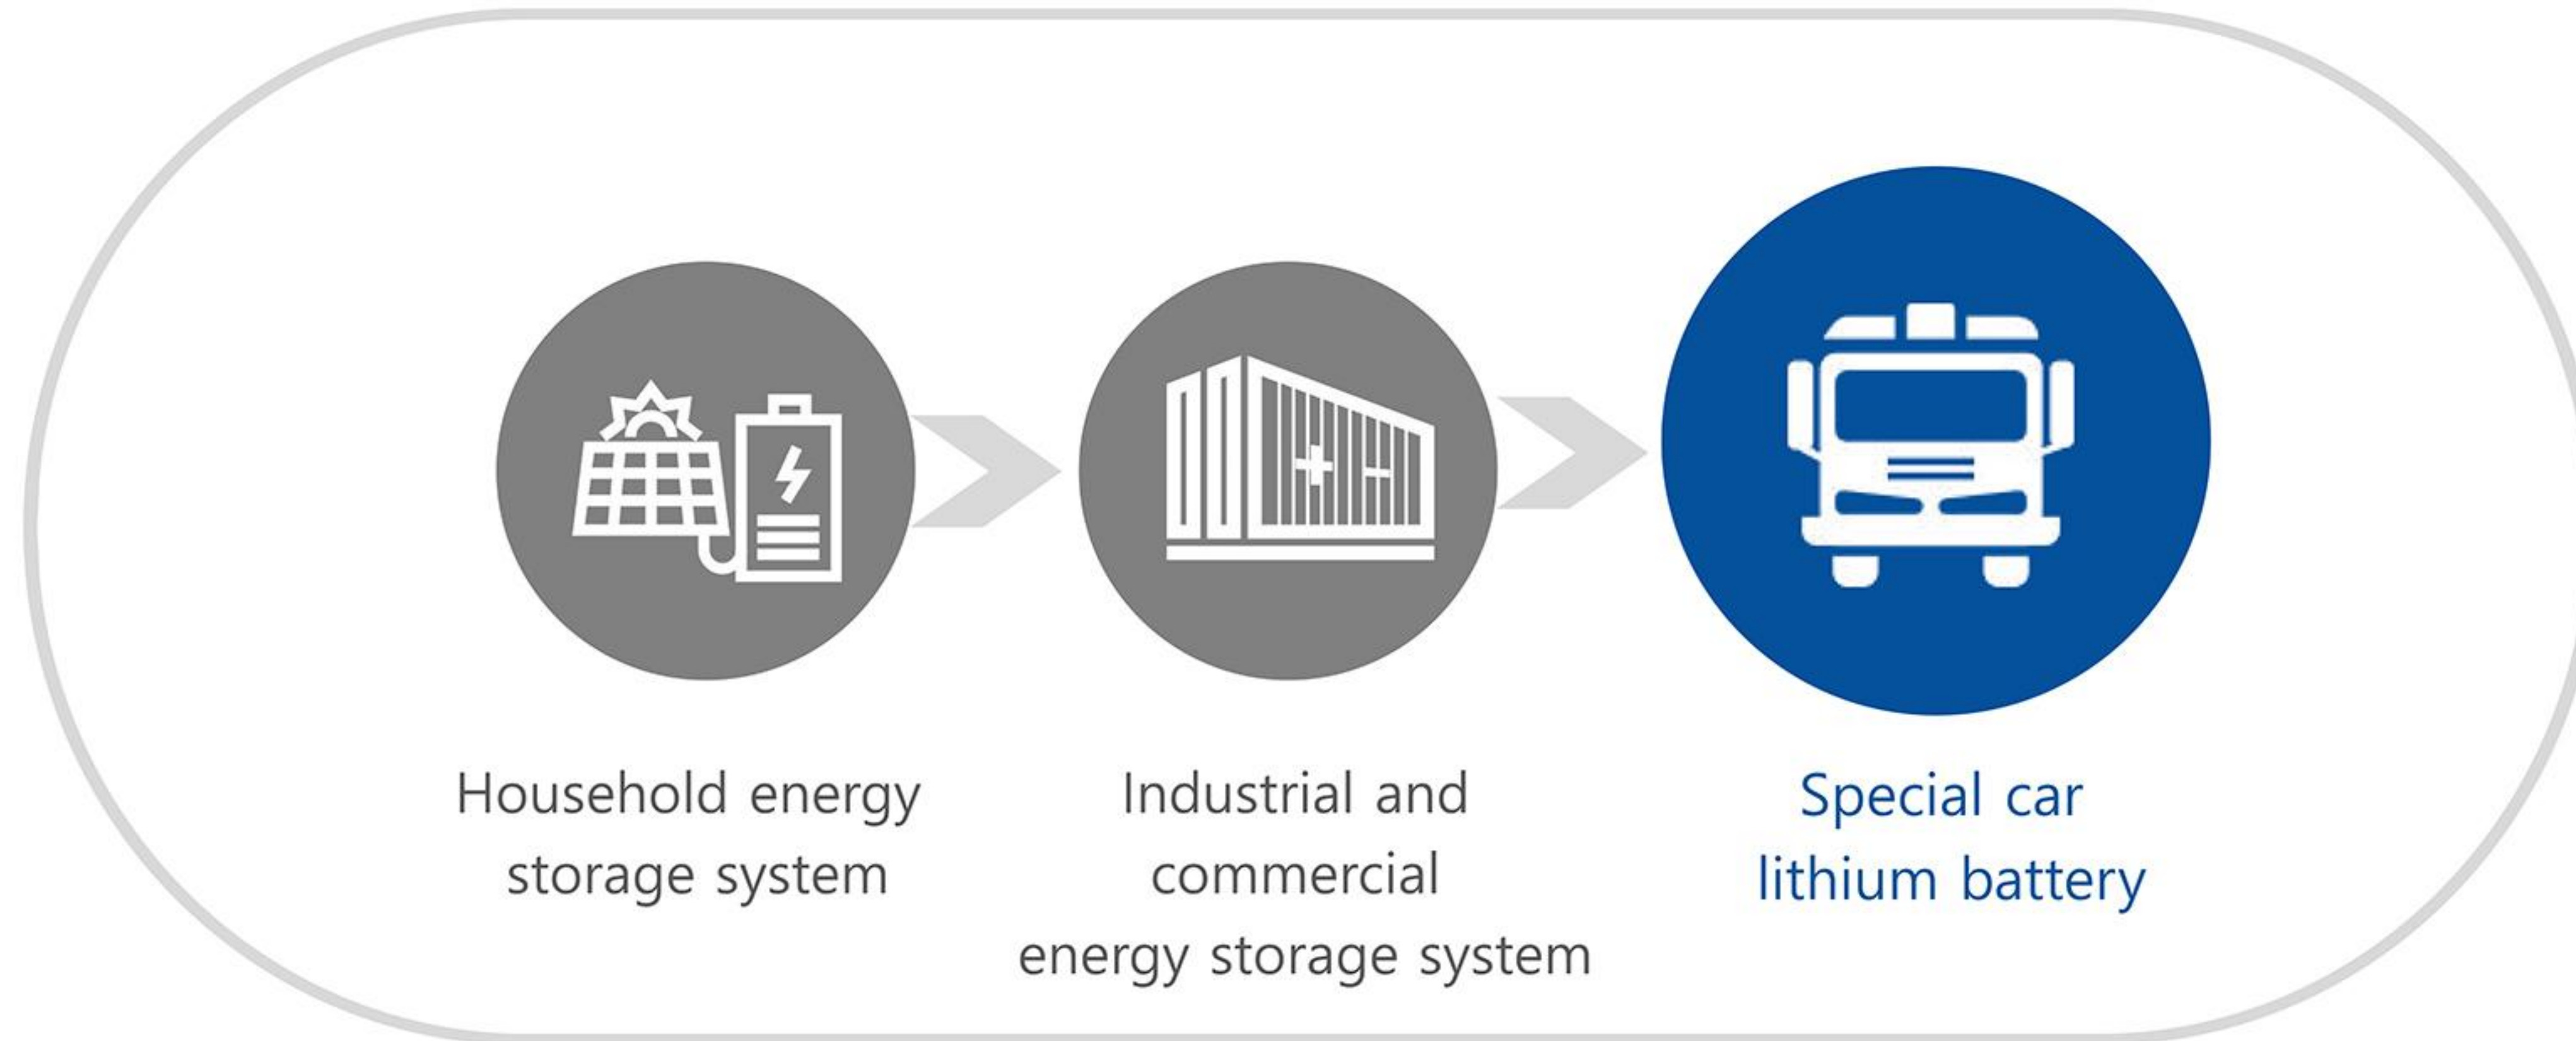 Household energy
storage system
Industrial and
commercial
energy storage system
Special car
lithium battery